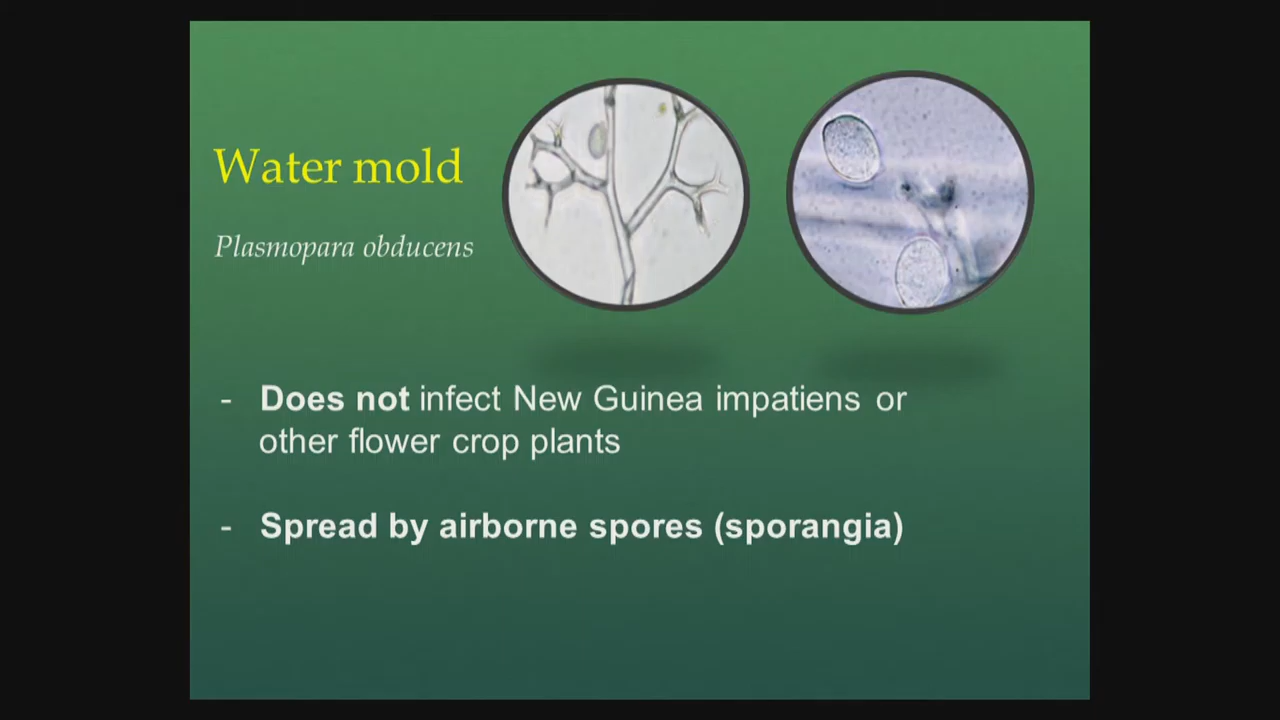 Water mold
Plasmopara obducens
- Does not infect New Guinea impatiens or
other flower crop plants
- Spread by airborne spores (sporangia)